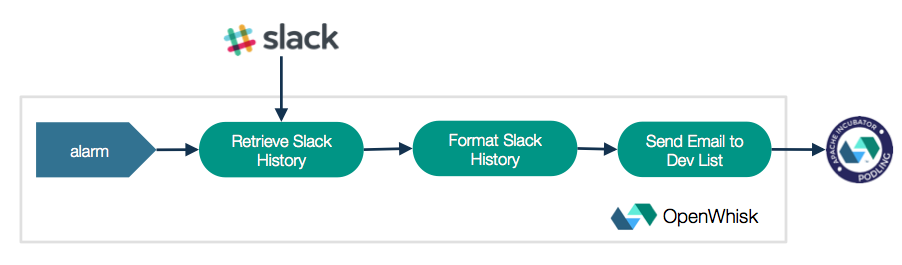 slack
alarm
Retrieve Slack
History
Format Slack
History
Send Email to
Dev List
APACHE INCUBATOR
PODLING
OpenWhisk